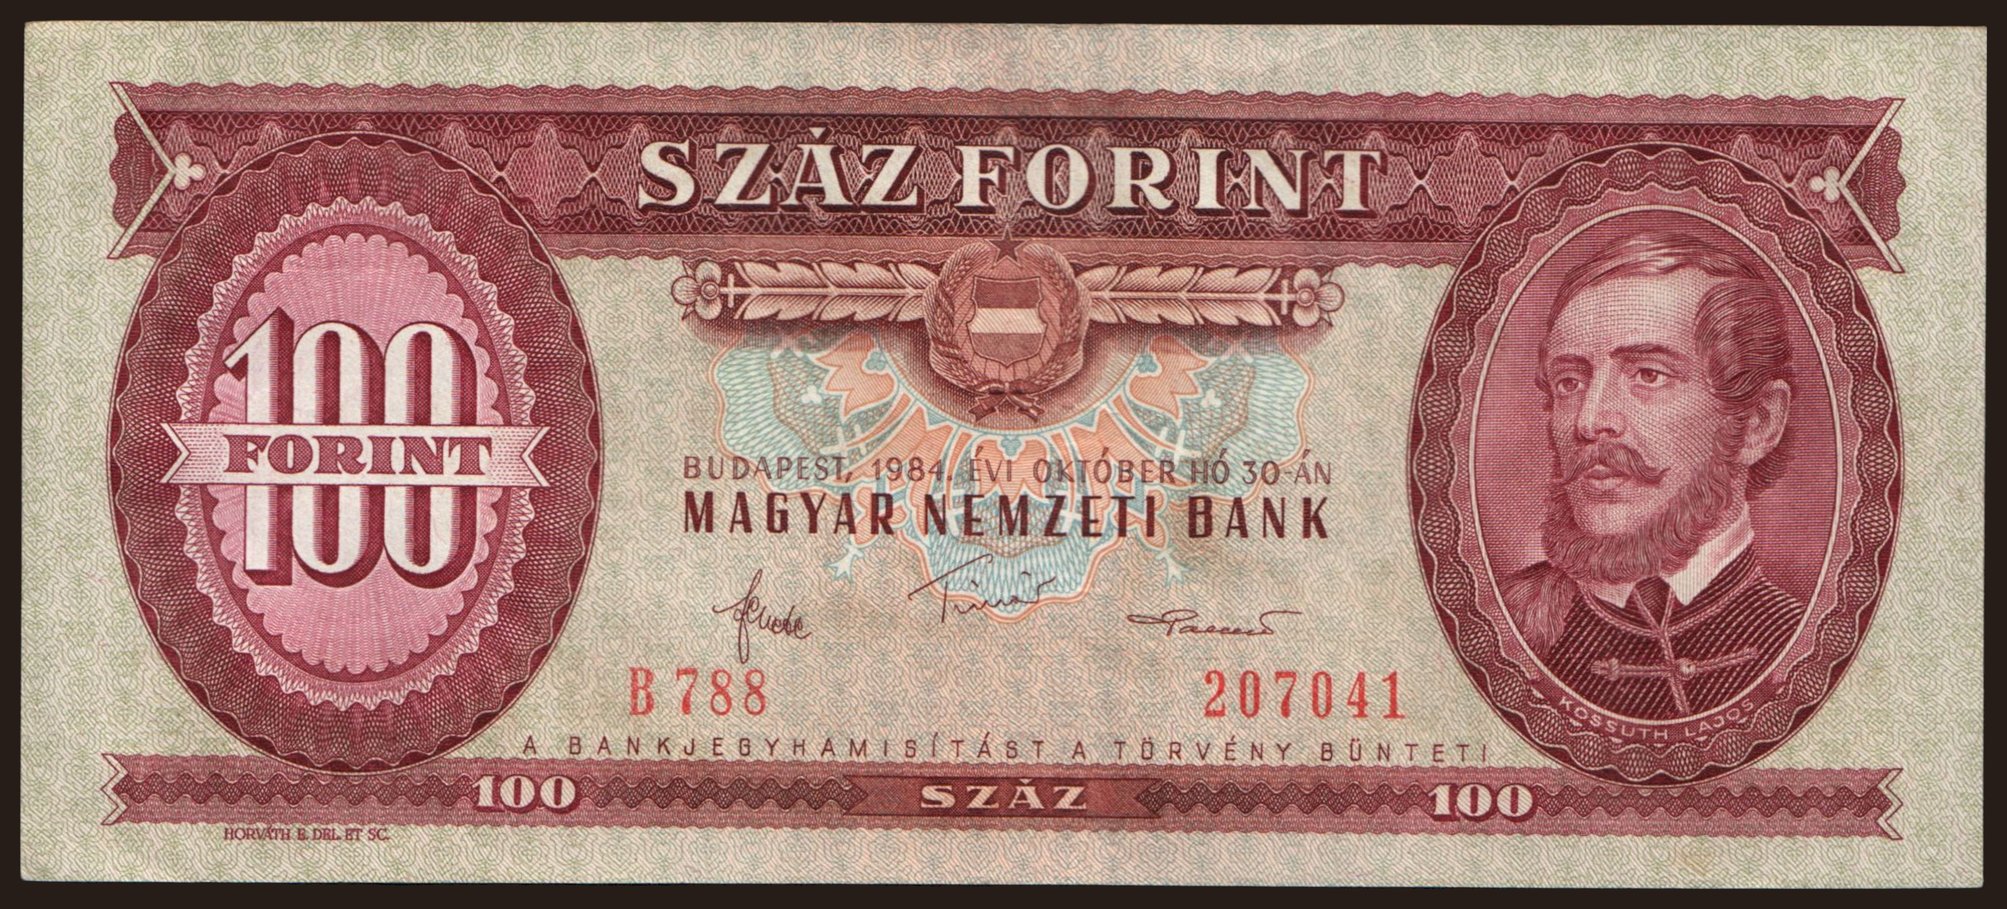 SZÁZ FORINT
100
FORINT
BUDAPEST, 1984. ÉVI OKTÓBER HÓ 30-ÁN
MAGYAR NEMZETI BANK
B 788 207041
KOSSUTH LAJOS
A BANKJEGYHAMISÍTÁST A TÖRVÉNY BÜNTETI
100 SZÁZ 100
HORVÁTH E. DEL. ET SC.